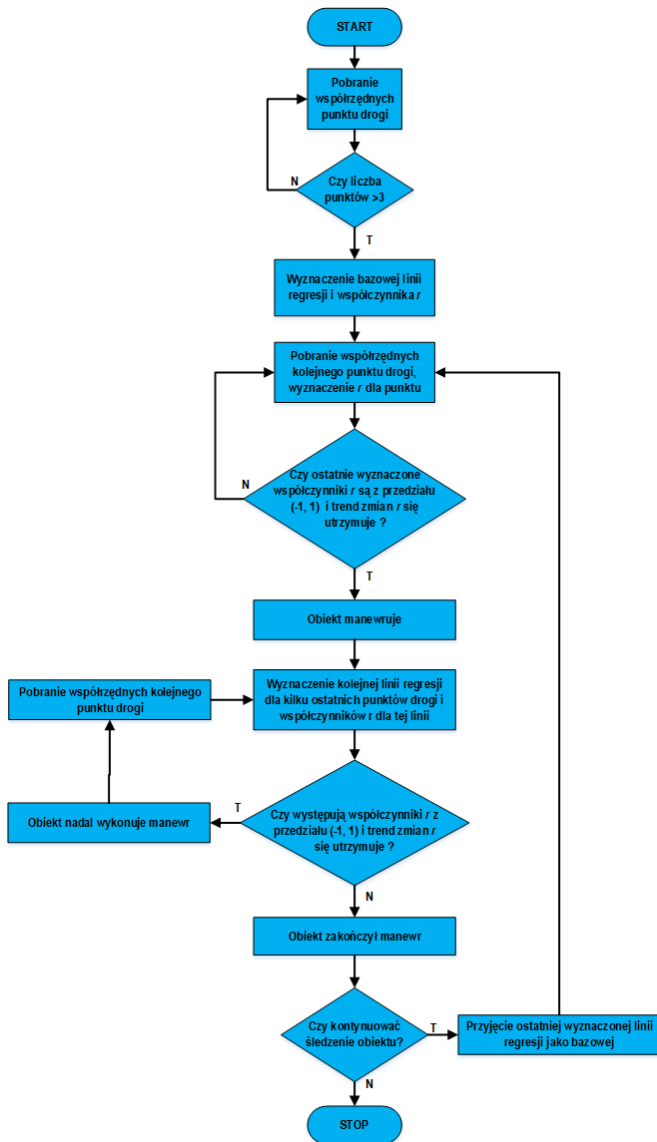 START
Pobranie
współrzędnych
punktu drogi
N
Czy liczba
punktów >3
T
Wyznaczenie bazowej linii
regresji i współczynnika r
Pobranie współrzędnych
kolejnego punktu drogi,
wyznaczenie r dla punktu
N
Czy ostatnie wyznaczone
współczynniki r są z przedziału
(-1, 1) i trend zmian r się
utrzymuje ?
T
Obiekt manewruje
Pobranie współrzędnych kolejnego
punktu drogi
Wyznaczenie kolejnej linii regresji
dla kilku ostatnich punktów drogi i
współczynników r dla tej linii
Obiekt nadal wykonuje manewr
T
Czy występują współczynniki r z
przedziału (-1, 1) i trend zmian r
się utrzymuje ?
N
Obiekt zakończył manewr
Czy kontynuować
śledzenie obiektu?
T
Przyjęcie ostatniej wyznaczonej linii
regresji jako bazowej
N
STOP